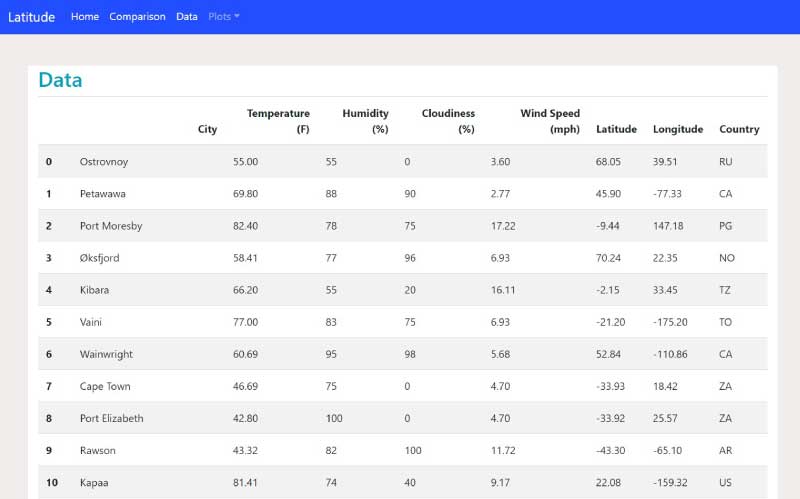 Latitude Home Comparison Data Plots
Data
City Temperature (F) Humidity (%) Cloudiness (%) Wind Speed (mph) Latitude Longitude Country
0 Ostrovnoy 55.00 55 0 3.60 68.05 39.51 RU
1 Petawawa 69.80 88 90 2.77 45.90 -77.33 CA
2 Port Moresby 82.40 78 75 17.22 -9.44 147.18 PG
3 Øksfjord 58.41 77 96 6.93 70.24 22.35 NO
4 Kibara 66.20 55 20 16.11 -2.15 33.45 TZ
5 Vaini 77.00 83 75 6.93 -21.20 -175.20 TO
6 Wainwright 60.69 95 98 5.68 52.84 -110.86 CA
7 Cape Town 46.69 75 0 4.70 -33.93 18.42 ZA
8 Port Elizabeth 42.80 100 0 4.70 -33.92 25.57 ZA
9 Rawson 43.32 82 100 11.72 -43.30 -65.10 AR
10 Kapaa 81.41 74 40 9.17 22.08 -159.32 US